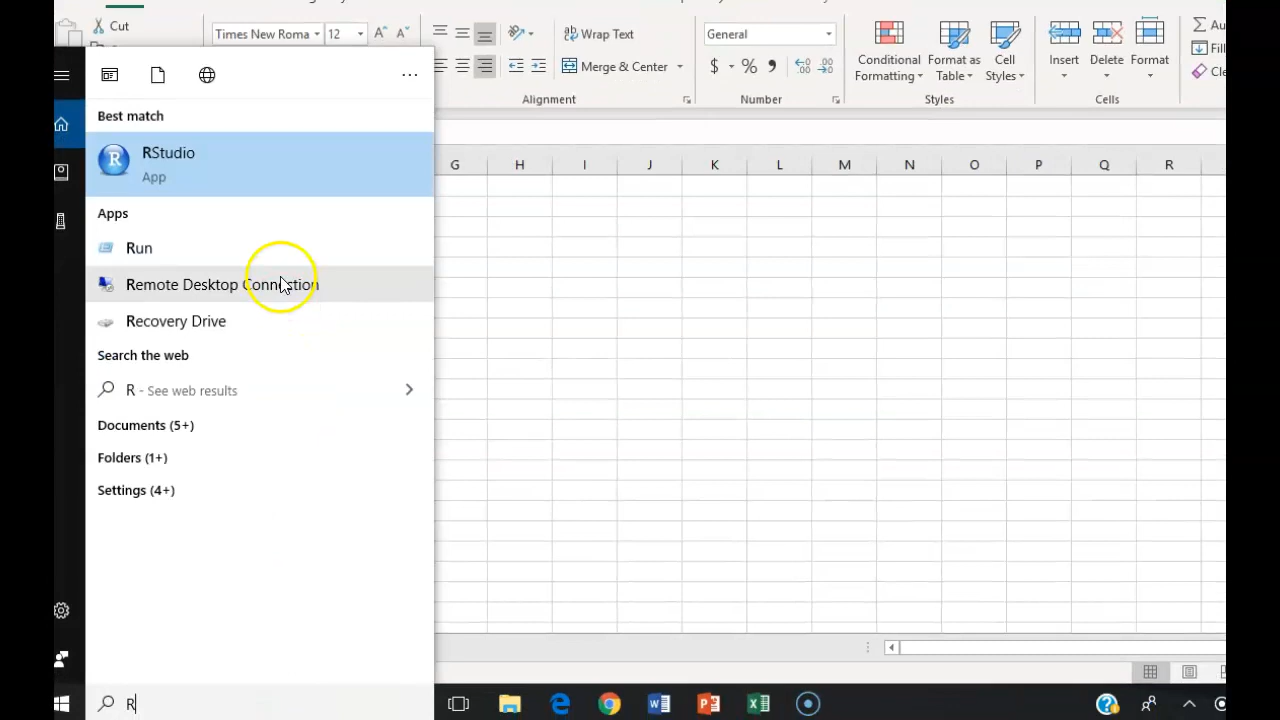 Cut
Times New Roma
12
Wrap Text
General
Conditional Formatting
Format as Table
Cell Styles
Insert
Delete
Format
Merge & Center
$ % ,
Alignment
Number
Styles
Cells
G H I J K L M N O P Q R
Best match
RStudio
App
Apps
Run
Remote Desktop Connection
Recovery Drive
Search the web
R - See web results
Documents (5+)
Folders (1+)
Settings (4+)
R